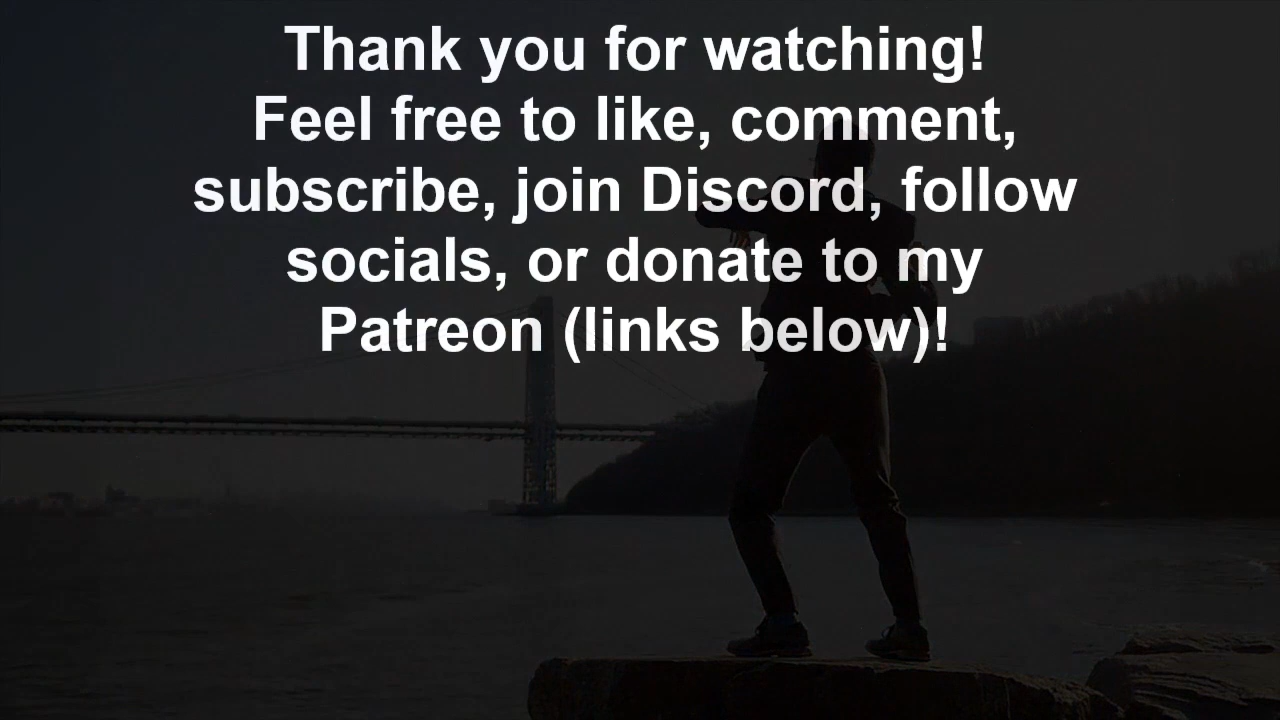 Thank you for watching!
Feel free to like, comment,
subscribe, join Discord, follow
socials, or donate to my
Patreon (links below)!